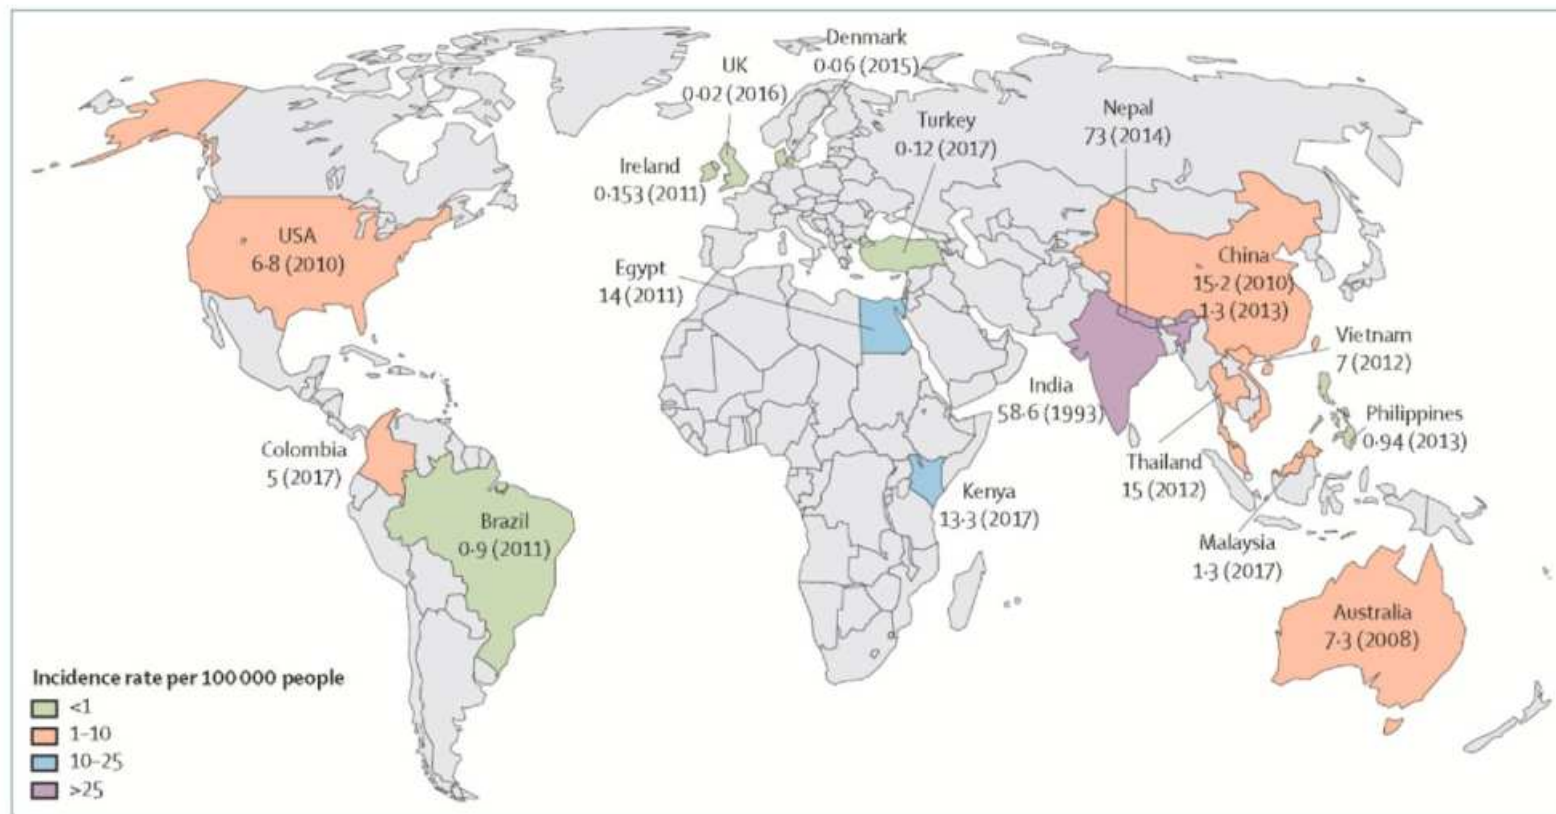 Denmark
0·06 (2015)
UK
0·02 (2016)
Nepal
73 (2014)
Turkey
0·12 (2017)
Ireland
0·153 (2011)
USA
6·8 (2010)
China
15·2 (2010)
1·3 (2013)
Egypt
14 (2011)
Vietnam
7 (2012)
India
58·6 (1993)
Philippines
0·94 (2013)
Colombia
5 (2017)
Thailand
15 (2012)
Kenya
13·3 (2017)
Brazil
0·9 (2011)
Malaysia
1·3 (2017)
Australia
7·3 (2008)
Incidence rate per 100 000 people
<1
1–10
10–25
>25